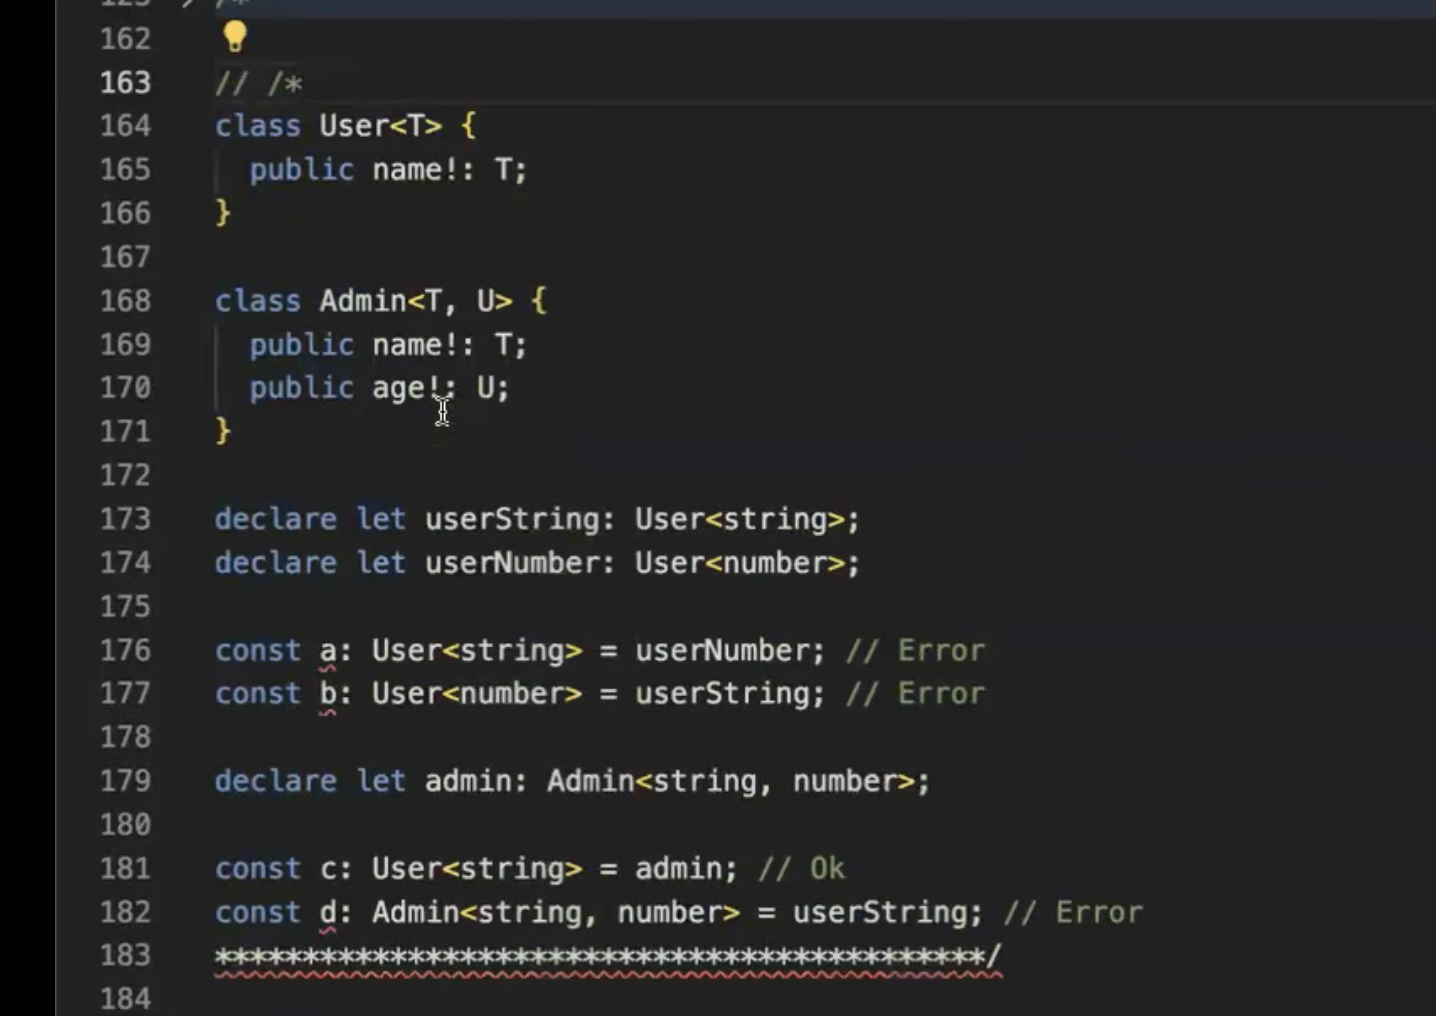 162
163 // /*
164 class User<T> {
165 public name!: T;
166 }
167
168 class Admin<T, U> {
169 public name!: T;
170 public age!: U;
171 }
172
173 declare let userString: User<string>;
174 declare let userNumber: User<number>;
175
176 const a: User<string> = userNumber; // Error
177 const b: User<number> = userString; // Error
178
179 declare let admin: Admin<string, number>;
180
181 const c: User<string> = admin; // Ok
182 const d: Admin<string, number> = userString; // Error
183 ********************************************/
184